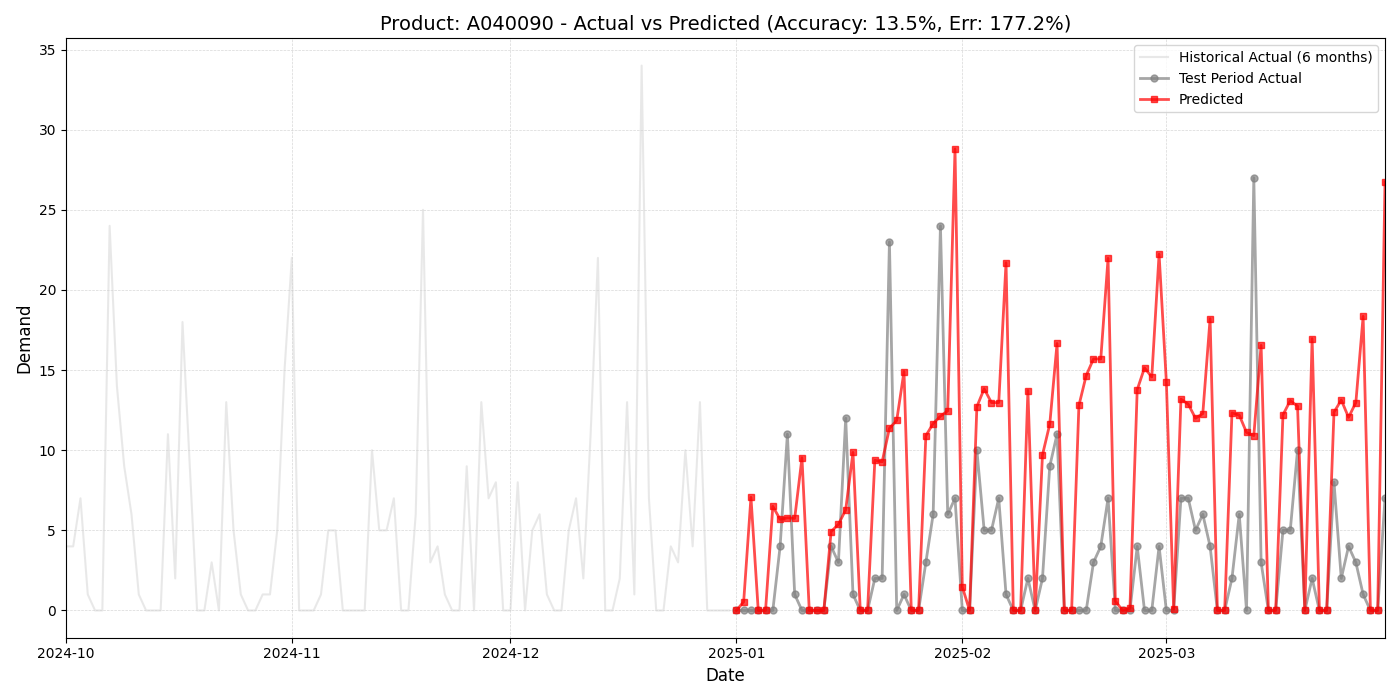 Product: A040090 - Actual vs Predicted (Accuracy: 13.5%, Err: 177.2%)
Historical Actual (6 months)
Test Period Actual
Predicted
Demand
35
30
25
20
15
10
5
0
2024-10
2024-11
2024-12
2025-01
2025-02
2025-03
Date